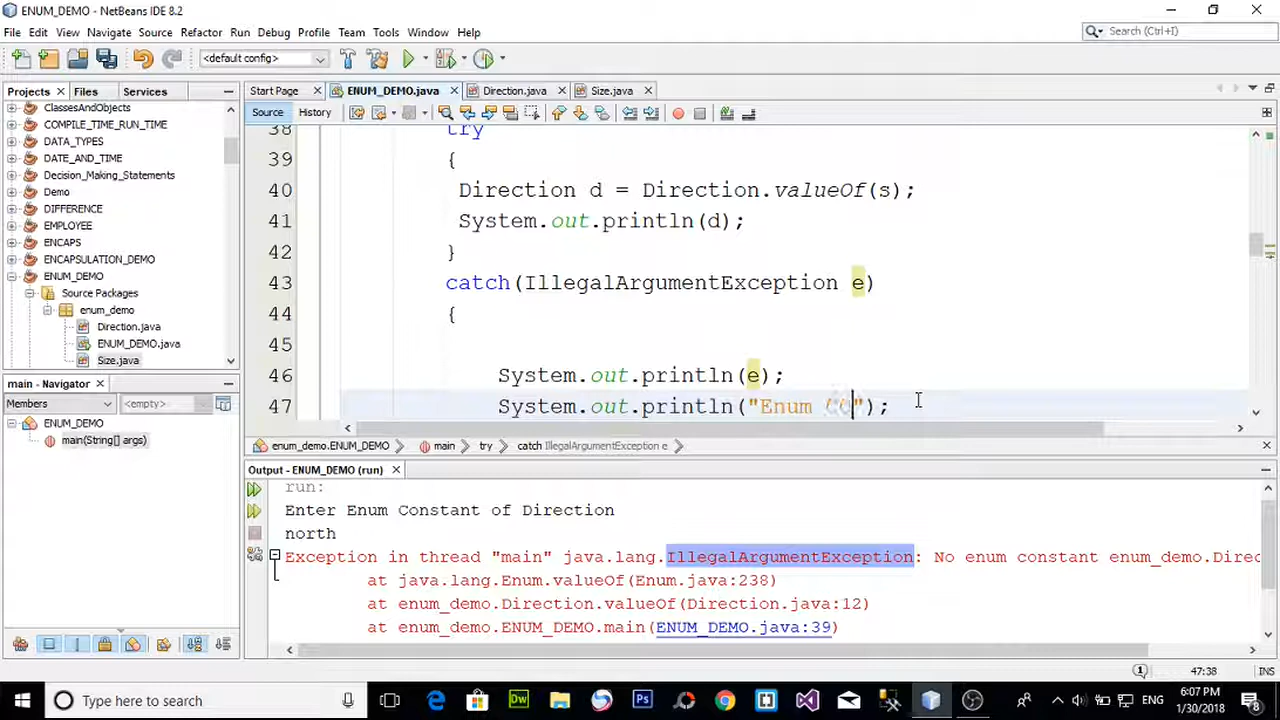 ENUM_DEMO - NetBeans IDE 8.2
File Edit View Navigate Source Refactor Run Debug Profile Team Tools Window Help
Search (Ctrl+I)
<default config>
Projects Files Services
Start Page ENUM_DEMO.java Direction.java Size.java
Source History
ClassesAndObjects
COMPILE_TIME_RUN_TIME
DATA_TYPES
DATE_AND_TIME
Decision_Making_Statements
Demo
DIFFERENCE
EMPLOYEE
ENCAPS
ENCAPSULATION_DEMO
ENUM_DEMO
Source Packages
enum_demo
Direction.java
ENUM_DEMO.java
Size.java
38 try
39 {
40 Direction d = Direction.valueOf(s);
41 System.out.println(d);
42 }
43 catch(IllegalArgumentException e)
44 {
45
46 System.out.println(e);
47 System.out.println("Enum CO");
enum_demo.ENUM_DEMO main try catch IllegalArgumentException e
main - Navigator
Members <empty>
ENUM_DEMO
main(String[] args)
Output - ENUM_DEMO (run)
run:
Enter Enum Constant of Direction
north
Exception in thread "main" java.lang.IllegalArgumentException: No enum constant enum_demo.Direc
at java.lang.Enum.valueOf(Enum.java:238)
at enum_demo.Direction.valueOf(Direction.java:12)
at enum_demo.ENUM_DEMO.main(ENUM_DEMO.java:39)
47:38 INS
Type here to search
Dw
Ps
ENG
6:07 PM
1/30/2018
8